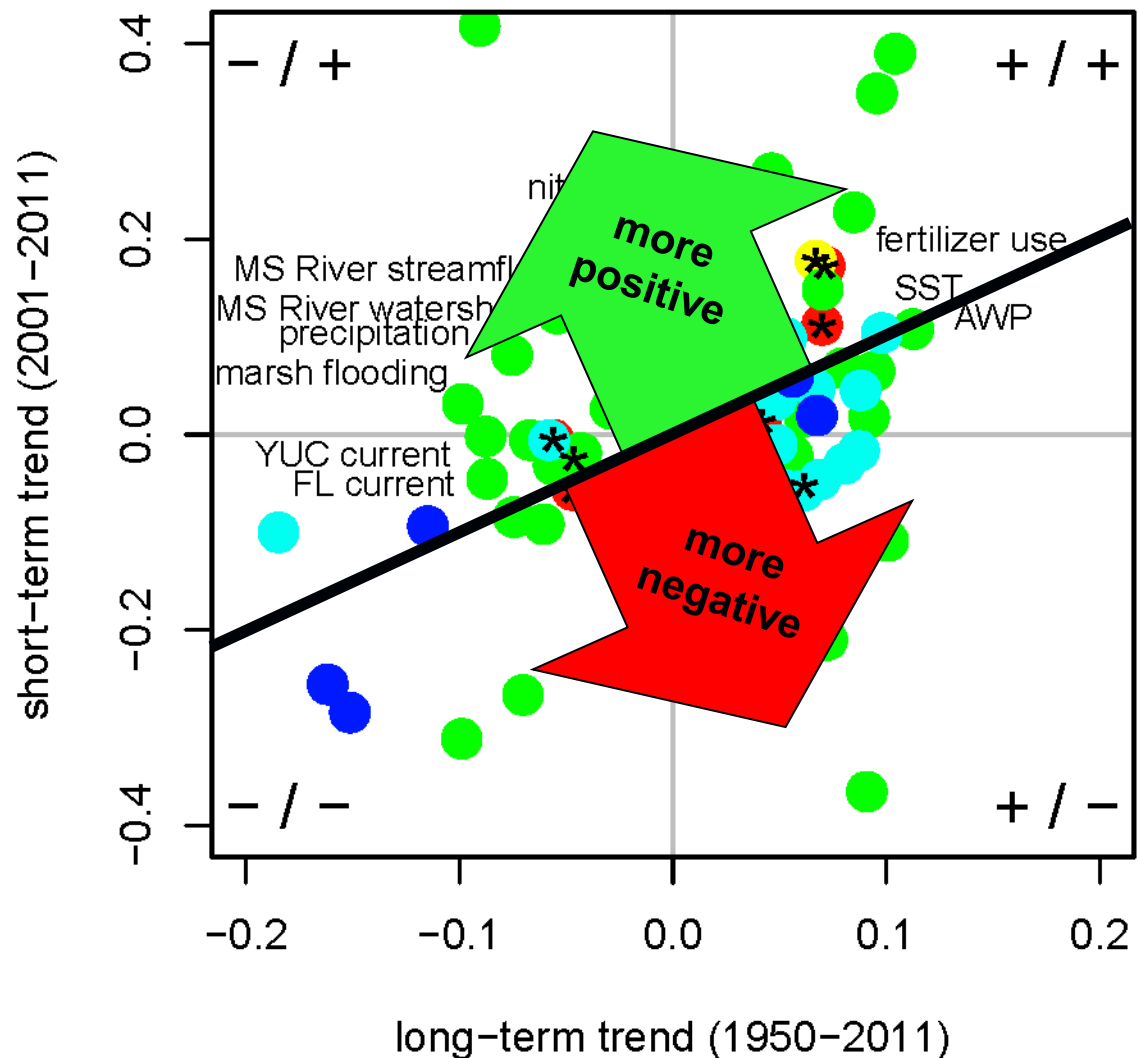 − / +
+ / +
more
positive
fertilizer use
MS River
SST
MS River
AWP
precipitation
marsh flooding
YUC current
FL current
more
negative
− / −
+ / −
short−term trend (2001−2011)
0.4
0.2
0.0
−0.2
−0.4
−0.2
−0.1
0.0
0.1
0.2
long−term trend (1950−2011)